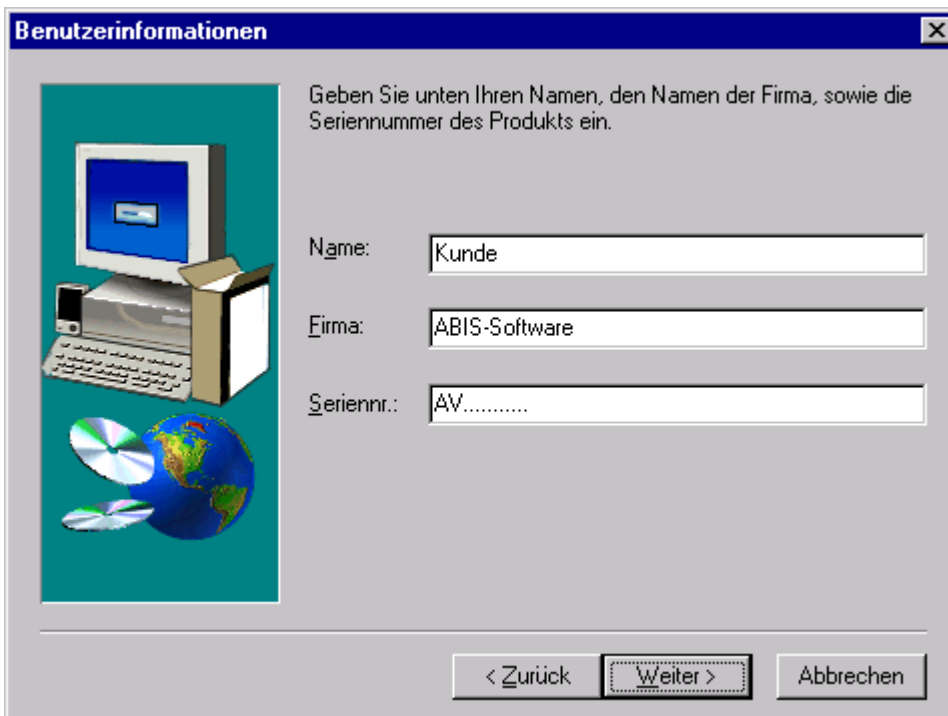 Benutzerinformationen
Geben Sie unten Ihren Namen, den Namen der Firma, sowie die
Seriennummer des Produkts ein.
Name: Kunde
Firma: ABIS-Software
Seriennr.: AV...........
< Zurück Weiter > Abbrechen